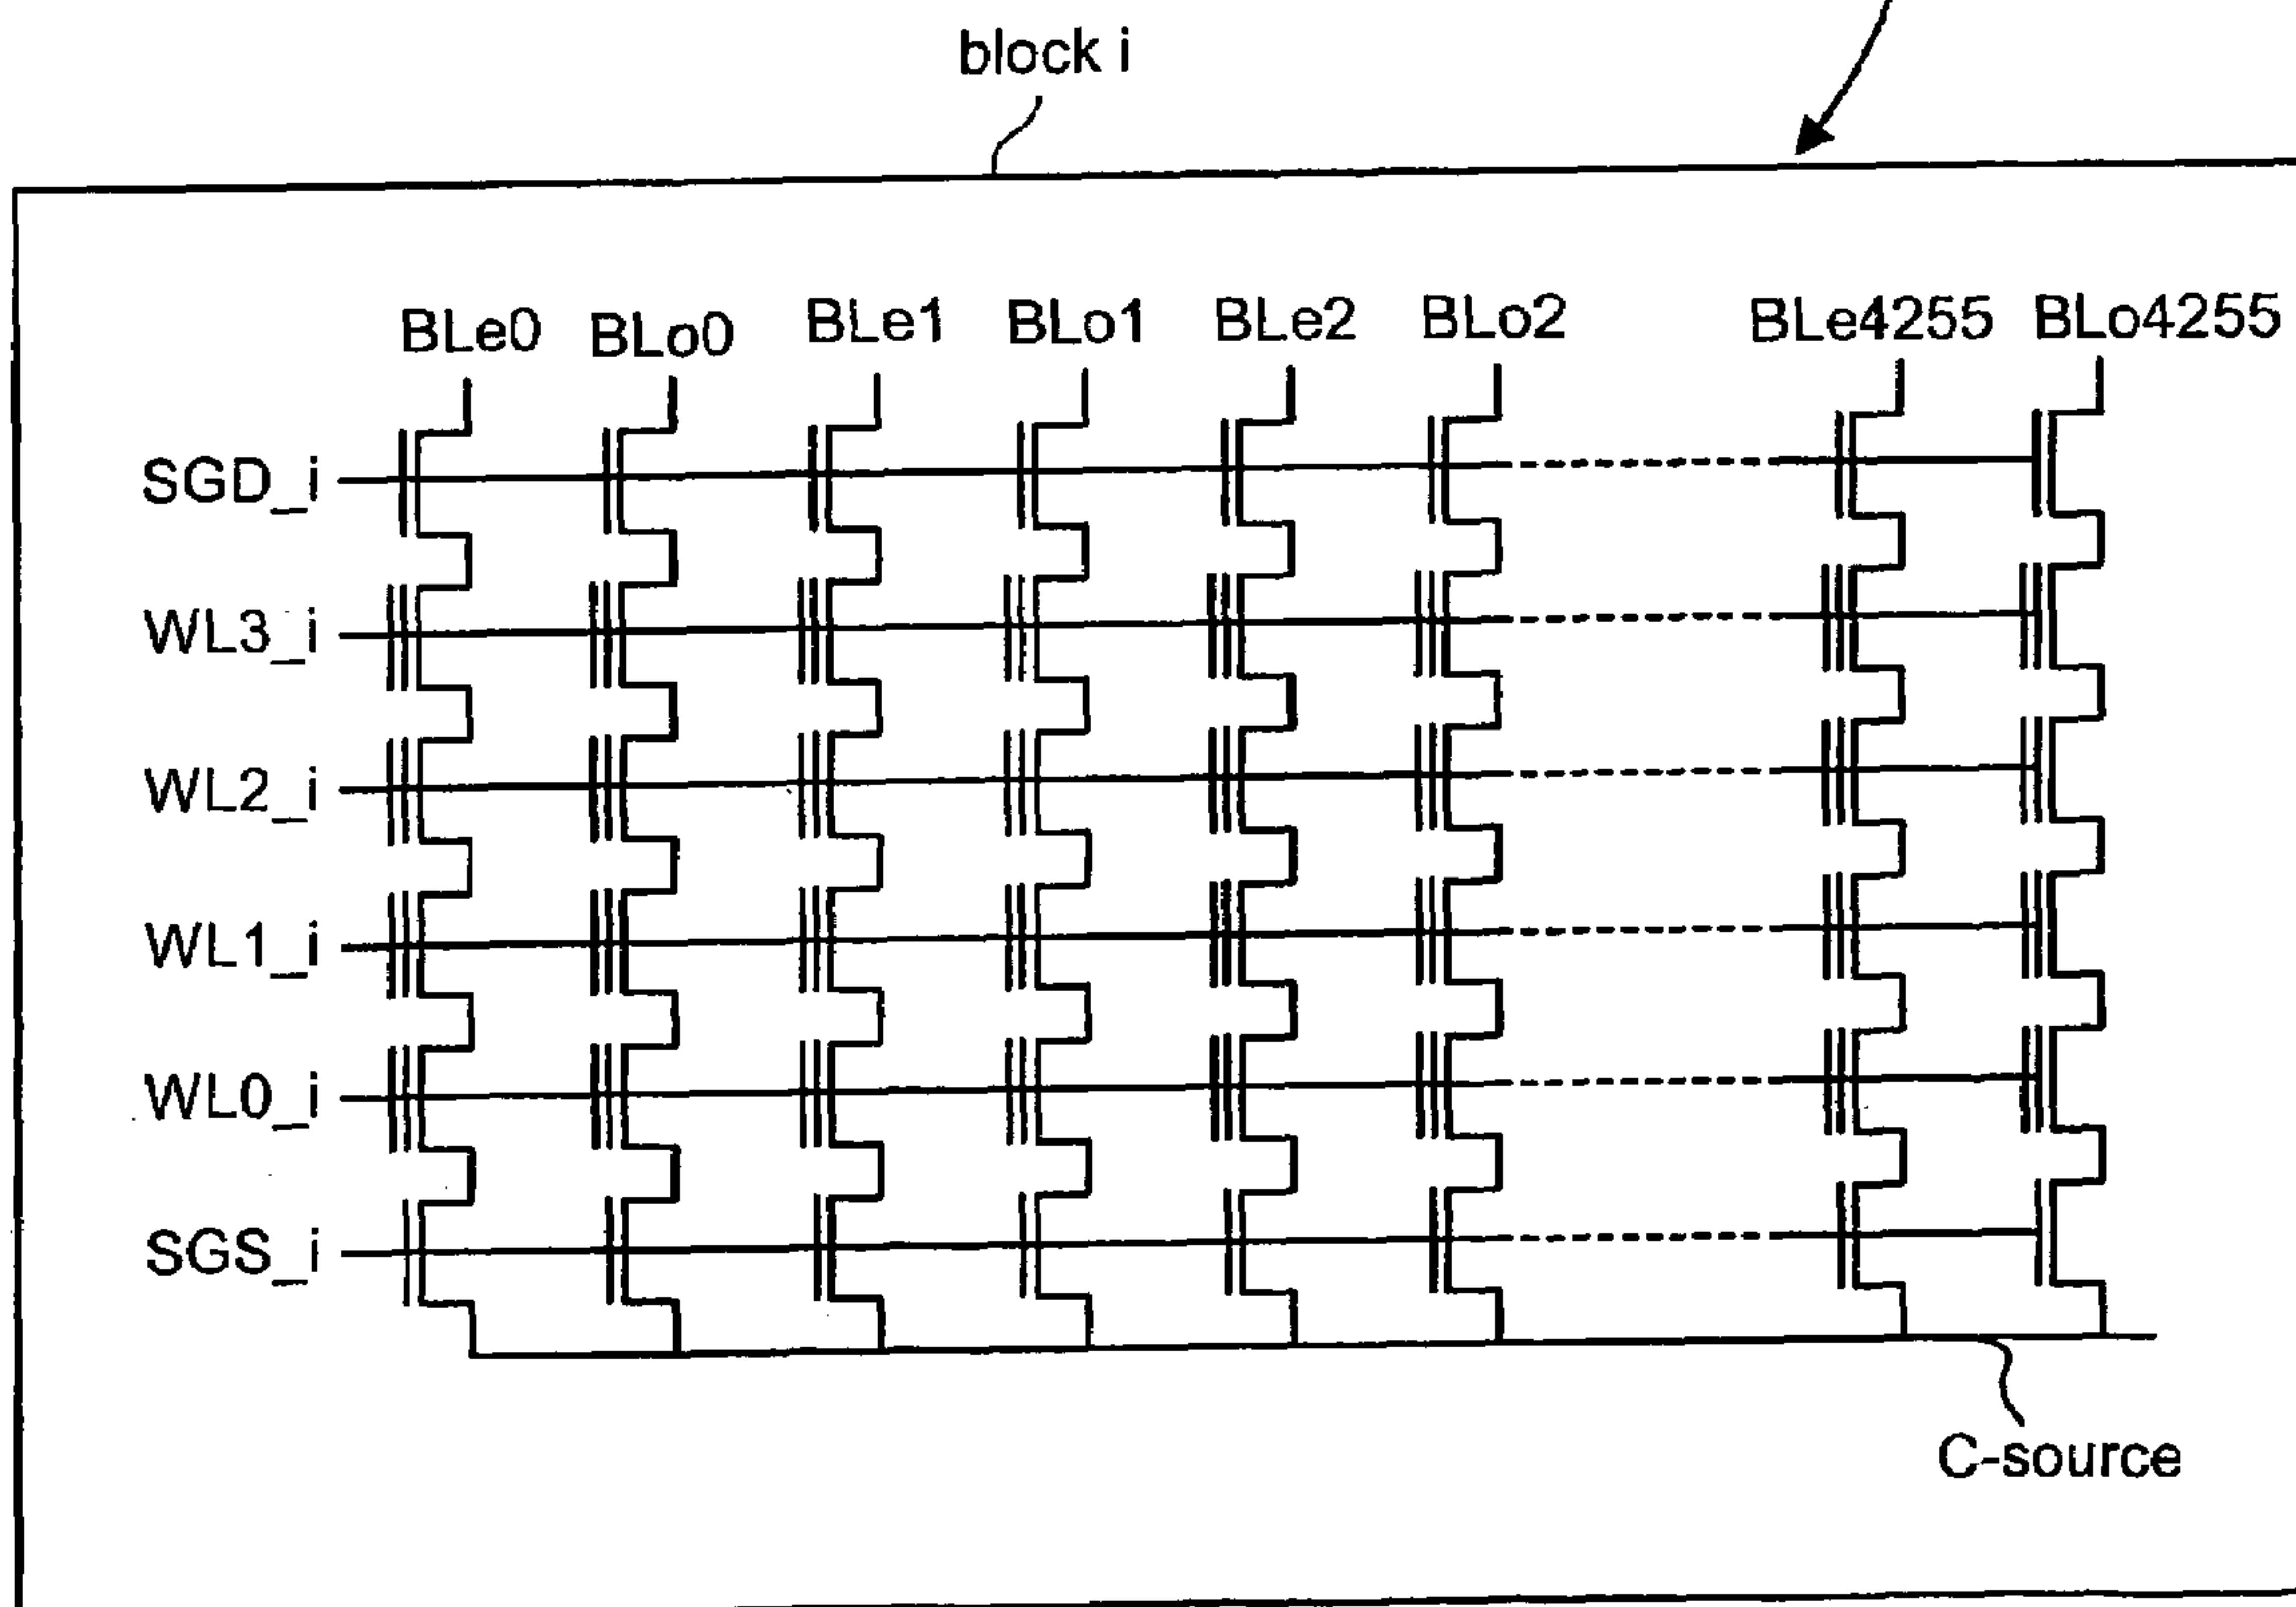 block i
BLe0 BLo0 BLe1 BLo1 BLe2 BLo2 BLe4255 BLo4255
SGD_i
WL3_i
WL2_i
WL1_i
WL0_i
SGS_i
C-source